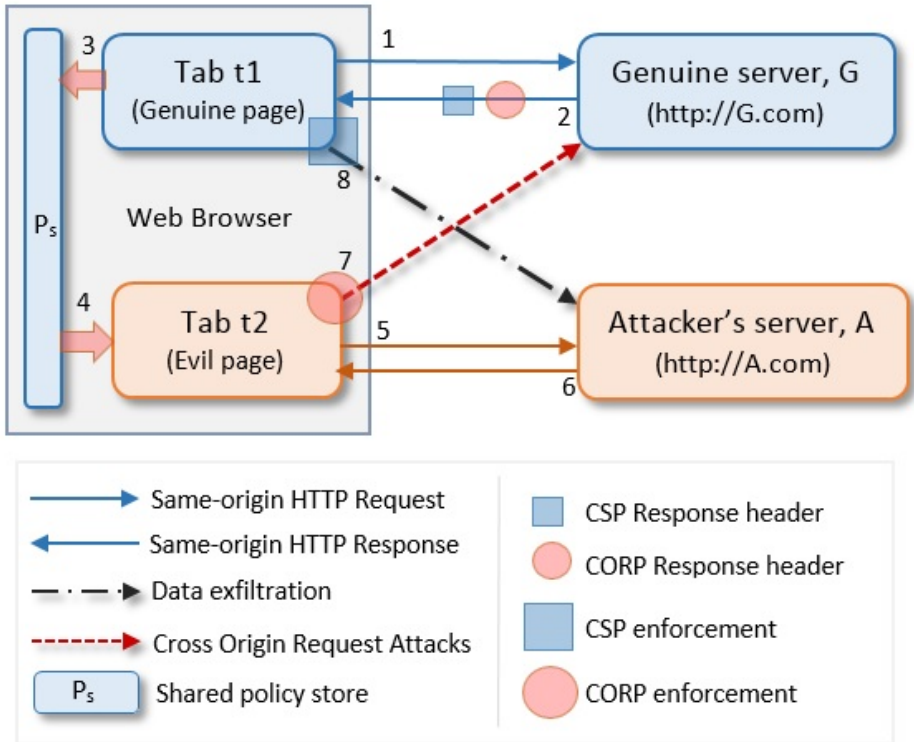 3
Tab t1
(Genuine page)
1
2
Genuine server, G
(http://G.com)
8
Ps
Web Browser
7
4
Tab t2
(Evil page)
5
6
Attacker's server, A
(http://A.com)
Same-origin HTTP Request
Same-origin HTTP Response
Data exfiltration
Cross Origin Request Attacks
Ps
Shared policy store
CSP Response header
CORP Response header
CSP enforcement
CORP enforcement